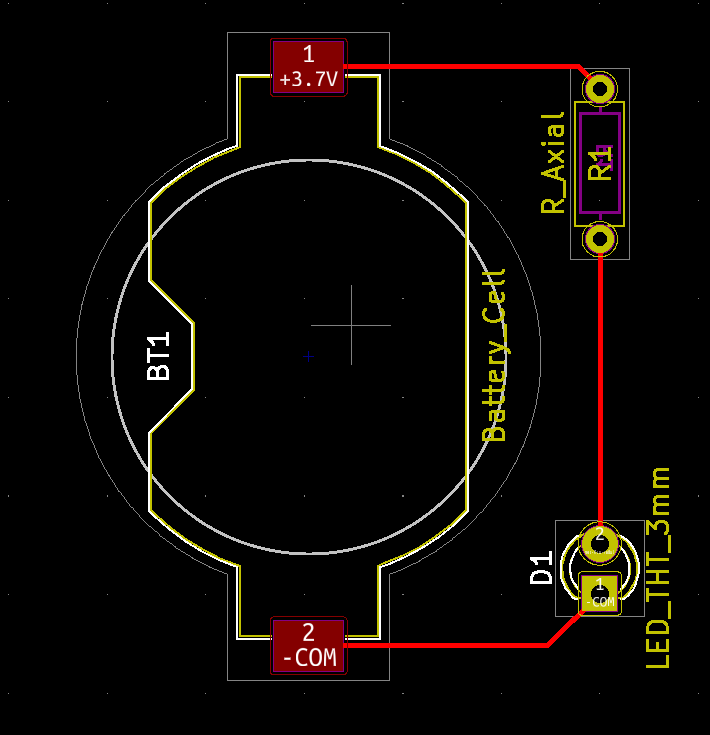 1
+3.7V
R_Axial
R1
BT1
Battery_Cell
2
D1
1
-COM
LED_THT_3mm
2
-COM